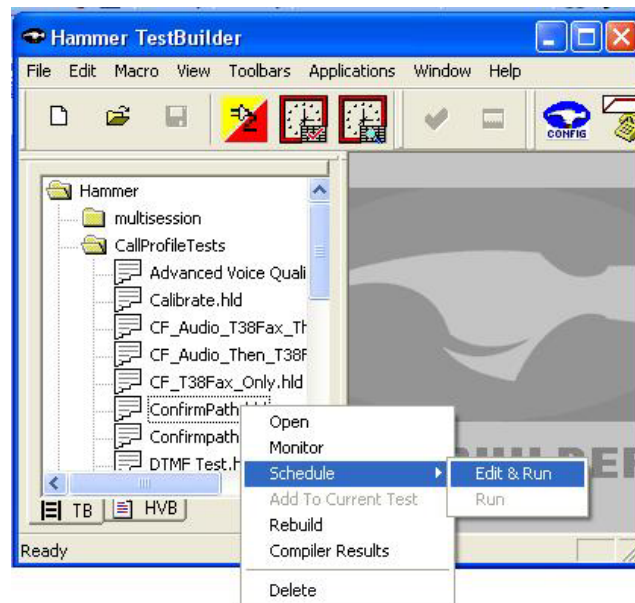 Hammer TestBuilder
File Edit Macro View Toolbars Applications Window Help
CONFIG
Hammer
multisession
CallProfileTests
Advanced Voice Quali
Calibrate.hld
CF_Audio_T38Fax_Th
CF_Audio_Then_T38F
CF_T38Fax_Only.hld
ConfirmPath.hld
Confirmpath
DTMF Test.h
Open
Monitor
Schedule
Edit & Run
Add To Current Test
Run
Rebuild
Compiler Results
Delete
TB HVB
Ready